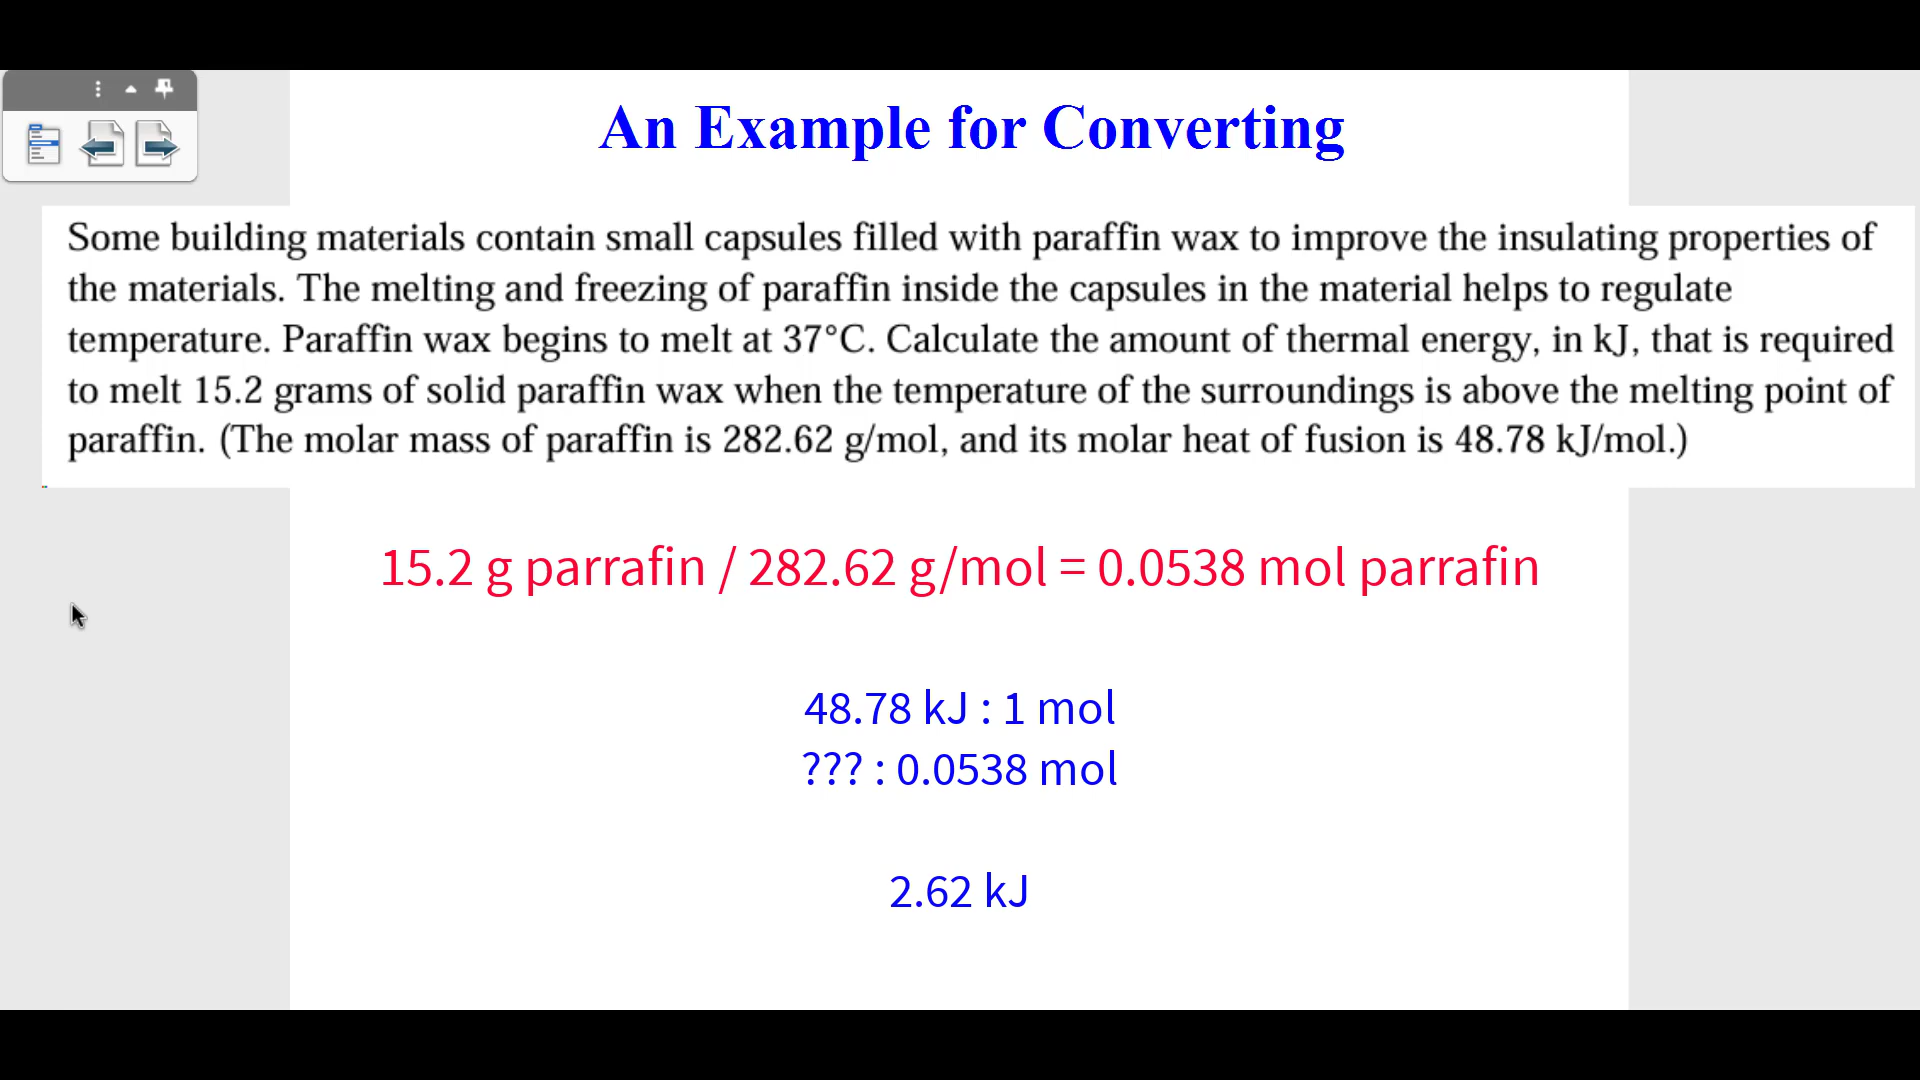 An Example for Converting
Some building materials contain small capsules filled with paraffin wax to improve the insulating properties of
the materials. The melting and freezing of paraffin inside the capsules in the material helps to regulate
temperature. Paraffin wax begins to melt at 37°C. Calculate the amount of thermal energy, in kJ, that is required
to melt 15.2 grams of solid paraffin wax when the temperature of the surroundings is above the melting point of
paraffin. (The molar mass of paraffin is 282.62 g/mol, and its molar heat of fusion is 48.78 kJ/mol.)
15.2 g parrafin / 282.62 g/mol = 0.0538 mol parrafin
48.78 kJ : 1 mol
??? : 0.0538 mol
2.62 kJ